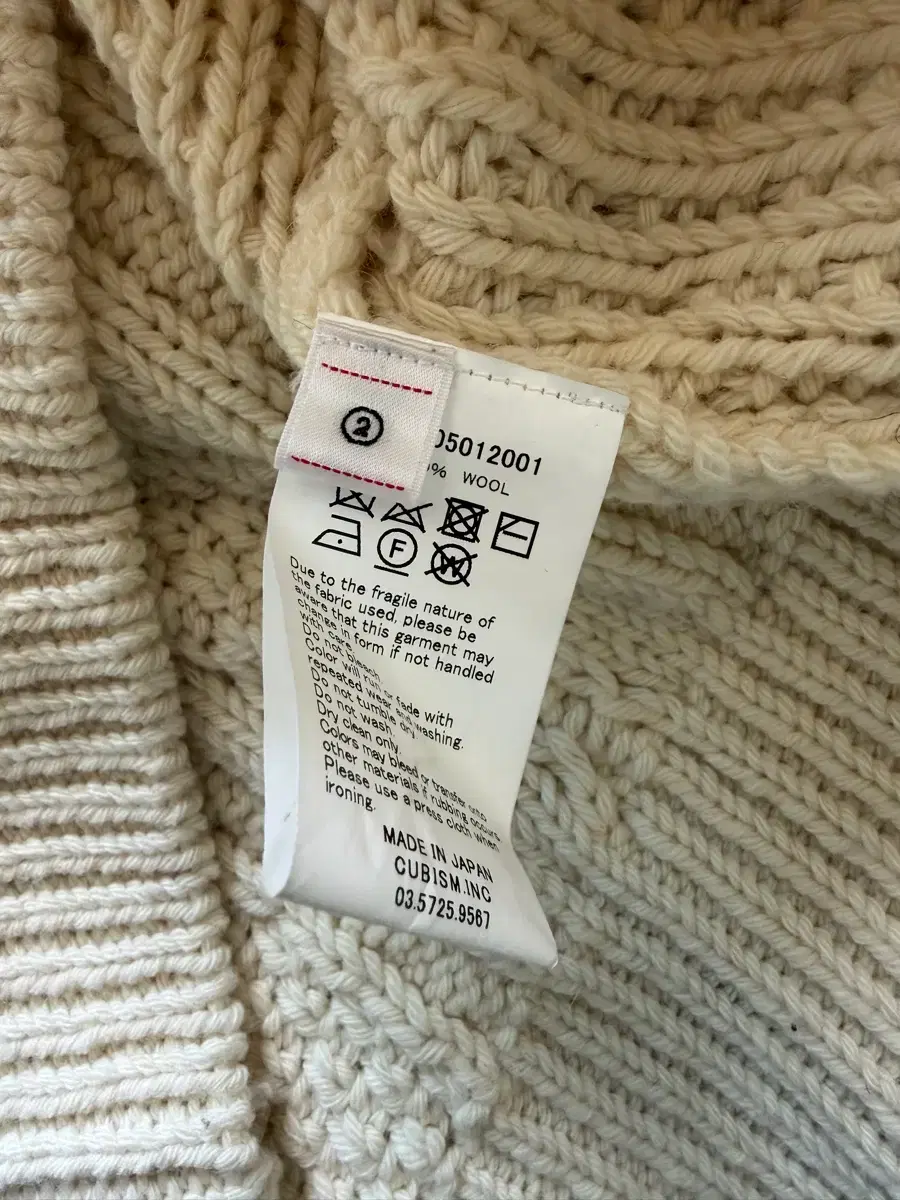 2
05012001
% WOOL
F
W
Due to the fragile nature of
the fabric used, please be
aware that this garment may
change in form if not handled
with care.
Do not bleach.
Color will run or fade with
repeated wear and washing.
Do not tumble dry
Do not wash.
Dry clean only.
Colors may bleed or transfer onto
other materials if rubbing occurs.
Please use a press cloth when
ironing.
MADE IN JAPAN
CUBISM.INC
03.5725.9567